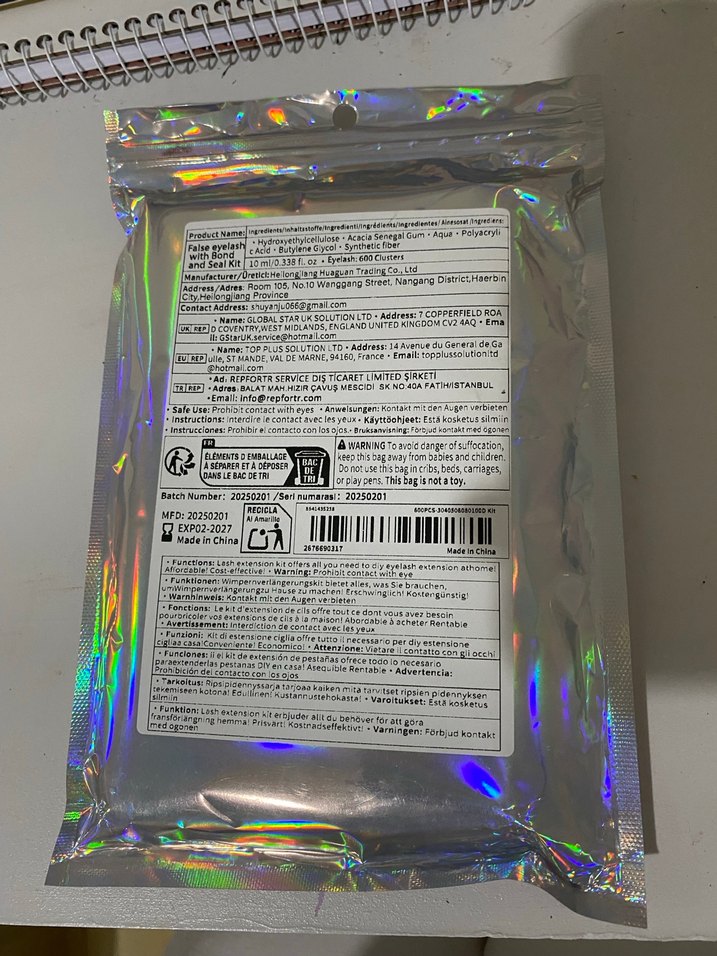 Product Name:
Ingredients/Inhaltsstoffe/Ingredienti/Ingrédients/Ingredientes/ Ainesosat /Ingrediens:
False eyelash
with Bond
and Seal Kit
• Hydroxyethylcellulose • Acacia Senegal Gum • Aqua • Polyacryli
c Acid • Butylene Glycol • Synthetic fiber
10 ml/0.338 fl. oz • Eyelash: 600 Clusters
Manufacturer/Üretici: Heilongjiang Huaguan Trading Co., Ltd
Address/Adres: Room 105, No.10 Wanggang Street, Nangang District,Haerbin
City,Heilongjiang Province
Contact Address: shuyanju066@gmail.com
UK REP
• Name: GLOBAL STAR UK SOLUTION LTD • Address: 7 COPPERFIELD ROA
D COVENTRY,WEST MIDLANDS, ENGLAND UNITED KINGDOM CV2 4AQ • Ema
il: GStarUK.service@hotmail.com
EU REP
• Name: TOP PLUS SOLUTION LTD • Address: 14 Avenue du General de Ga
ulle, ST MANDE, VAL DE MARNE, 94160, France • Email: topplussolutionltd
@hotmail.com
TR REP
• Ad: REPFORTR SERVICE DIŞ TİCARET LİMİTED ŞİRKETİ
• Adres: BALAT MAH.HIZIR ÇAVUŞ MESCİDİ SK NO:40A FATİH/İSTANBUL
• Email: info@repfortr.com
• Safe Use: Prohibit contact with eyes • Anweisungen: Kontakt mit den Augen verbieten
• Instructions: Interdire le contact avec les yeux • Käyttöohjeet: Estä kosketus silmiin
• Instrucciones: Prohibir el contacto con los ojos. • Bruksanvisning: Förbjud kontakt med ögonen
FR
ÉLÉMENTS D'EMBALLAGE
À SÉPARER ET À DÉPOSER
DANS LE BAC DE TRI
BAC
DE
TRI
WARNING To avoid danger of suffocation,
keep this bag away from babies and children.
Do not use this bag in cribs, beds, carriages,
or play pens. This bag is not a toy.
Batch Number: 20250201 /Seri numarası: 20250201
MFD: 20250201
EXP02-2027
Made in China
RECICLA
Al Amarillo
600PCS-3040506080100D Kit
2676690317
Made in China
• Functions: Lash extension kit offers all you need to diy eyelash extension athome!
Affordable! Cost-effective! • Warning: Prohibit contact with eye
• Funktionen: Wimpernverlängerungskit bietet alles, was Sie brauchen,
umWimpernverlängerungzu Hause zu machen! Erschwinglich! Kostengünstig!
• Warnhinweis: Kontakt mit den Augen verbieten
• Fonctions: Le kit d'extension de cils offre tout ce dont vous avez besoin
pourbricoler vos extensions de cils à la maison! Abordable à acheter Rentable
• Avertissement: Interdiction de contact avec les yeux
• Funzioni: Kit di estensione ciglia offre tutto il necessario per diy estensione
cigliaa casa!Conveniente! Economico! • Attenzione: Vietare il contatto con gli occhi
• Funciones: El kit de extensión de pestañas ofrece todo lo necesario
paraextenderlas pestanas DIY en casa! Asequible Rentable • Advertencia:
Prohibición del contacto con los ojos
• Tarkoitus: Ripsipidennyssarja tarjoaa kaiken mitä tarvitset ripsien pidennyksen
tekemiseen kotona! Edullinen! Kustannustehokasta! • Varoitukset: Estä kosketus
silmiin
• Funktion: Lash extension kit erbjuder allt du behöver för att göra
fransförlängning hemma! Prisvärt! Kostnadseffektivt! • Varningen: Förbjud kontakt
med ögonen